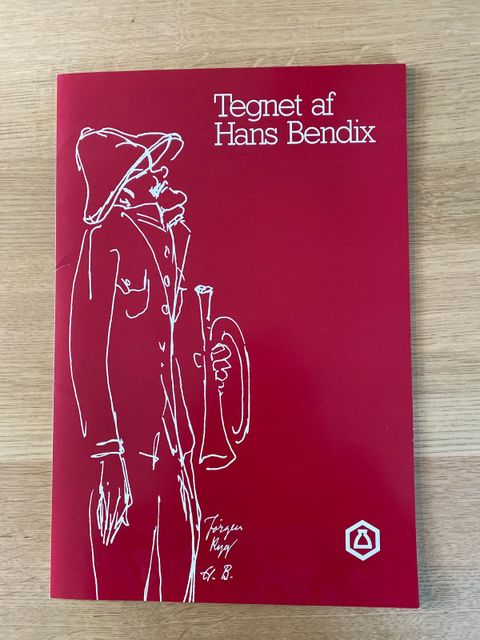 Tegnet af
Hans Bendix
Jørgen
Ryg
H. B.